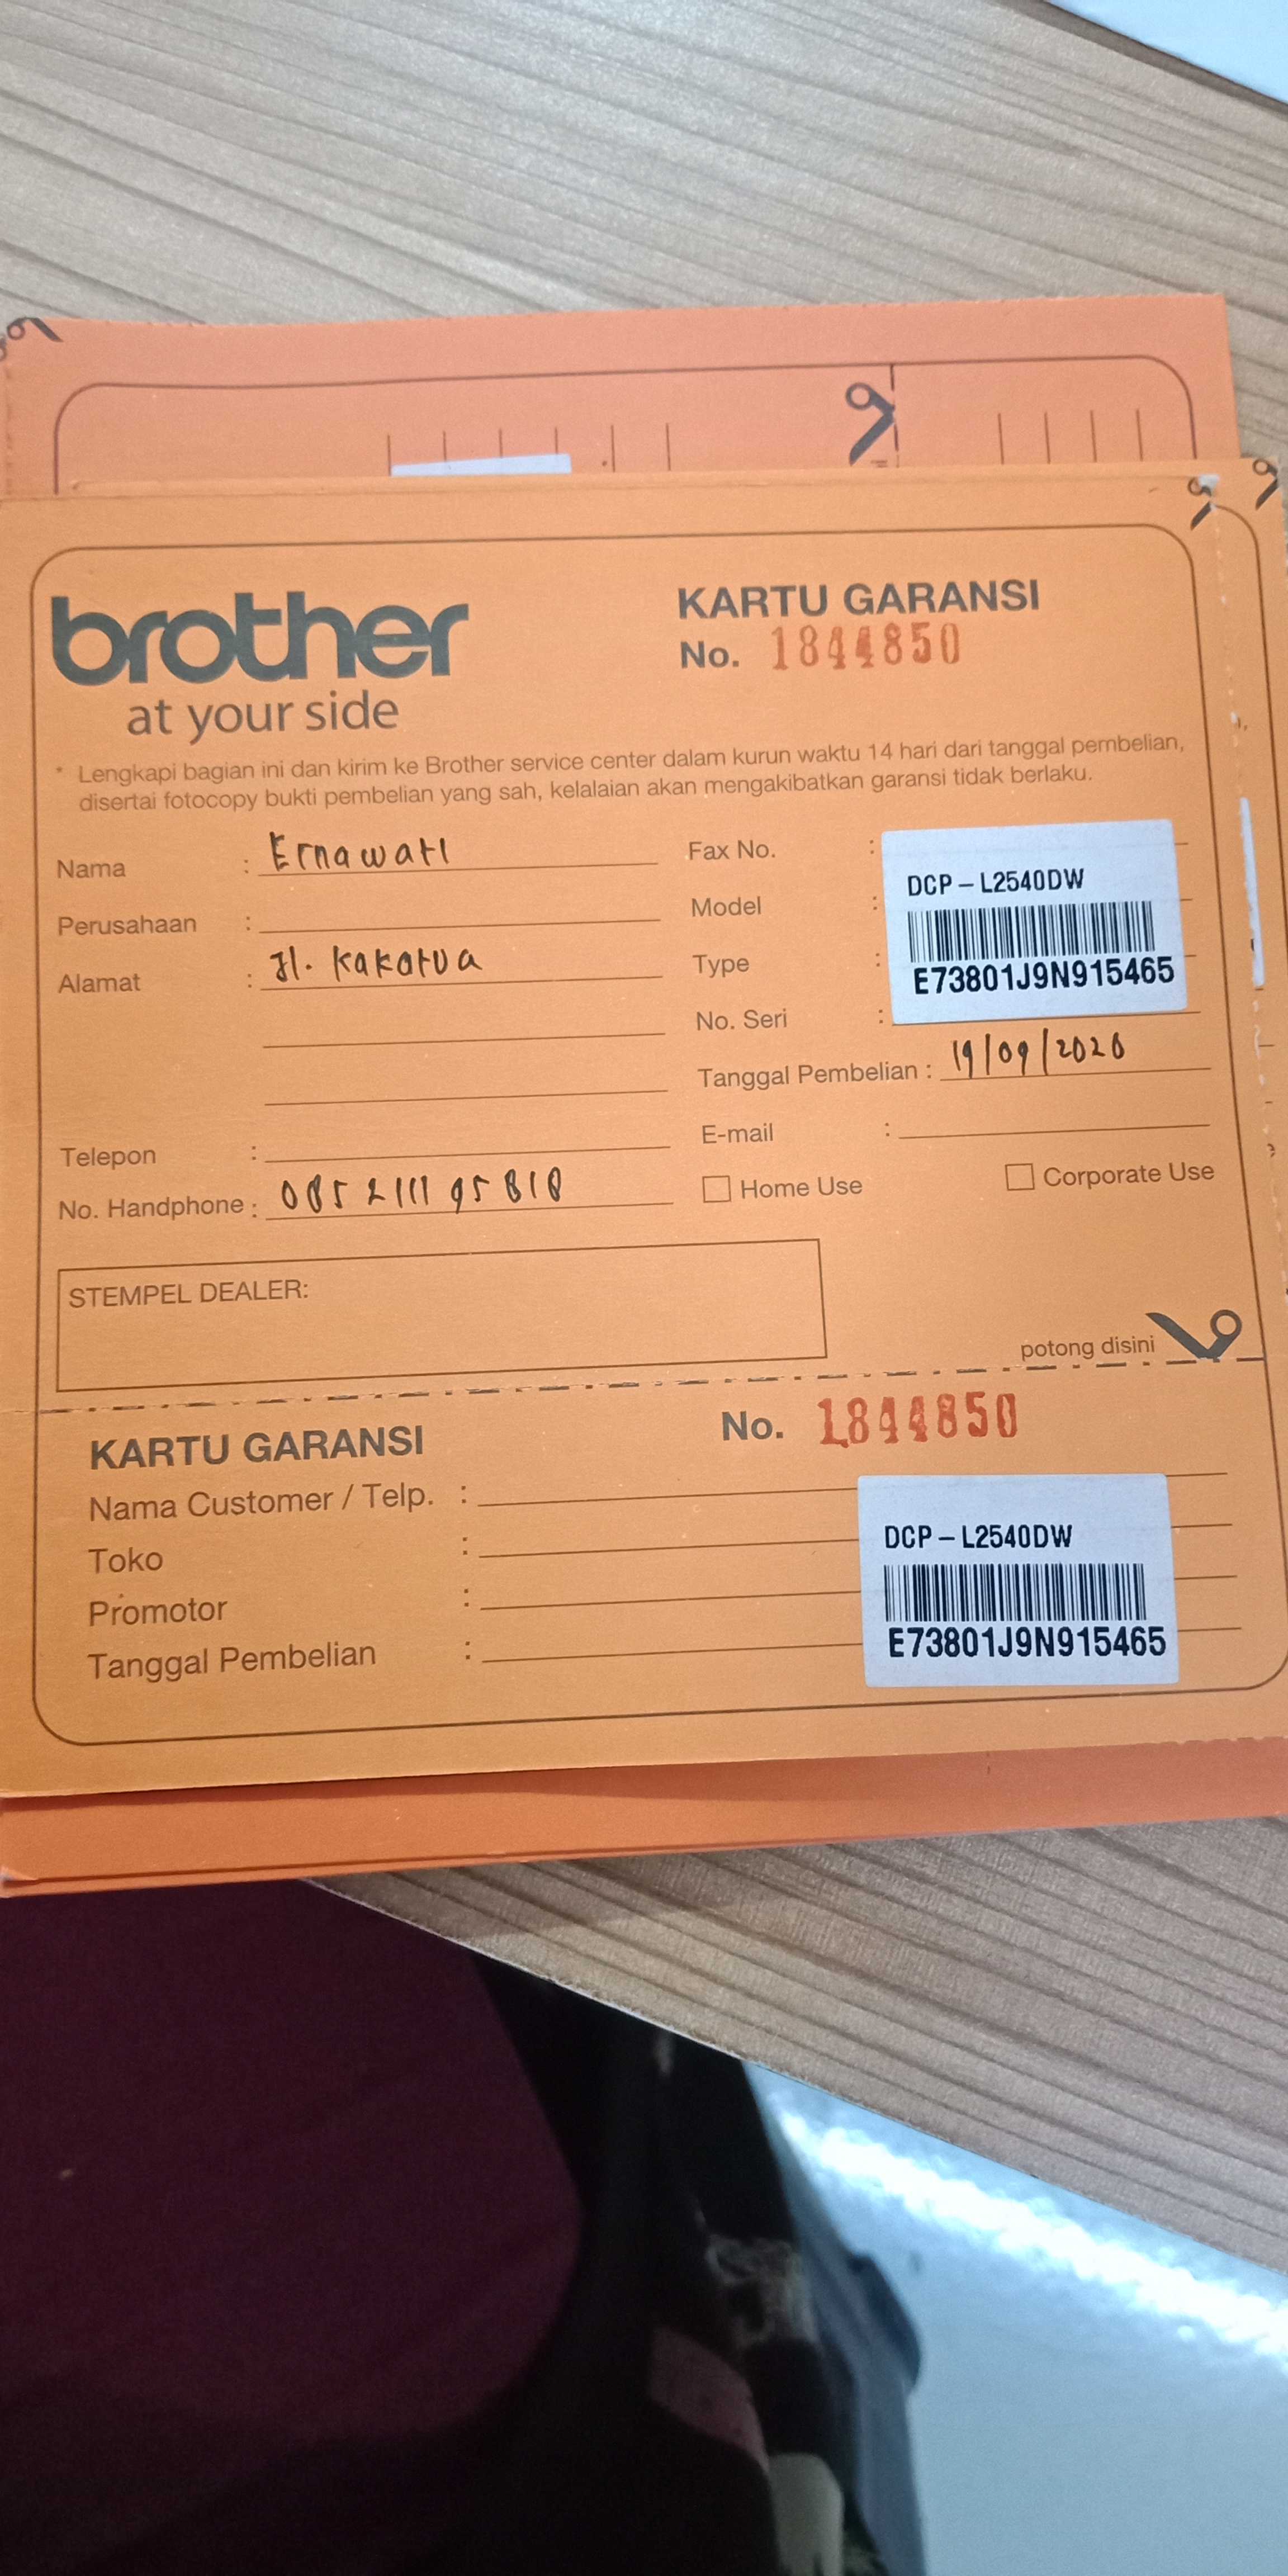 brother
at your side
KARTU GARANSI
No. 1844850
* Lengkapi bagian ini dan kirim ke Brother service center dalam kurun waktu 14 hari dari tanggal pembelian,
disertai fotocopy bukti pembelian yang sah, kelalaian akan mengakibatkan garansi tidak berlaku.
Nama : Ernawati
Perusahaan :
Alamat : Jl. Kakatua
Telepon :
No. Handphone : 0852 1111 95 818
Fax No. :
Model :
Type :
No. Seri :
DCP - L2540DW
E73801J9N915465
Tanggal Pembelian : 19/09/2020
E-mail :
Home Use
Corporate Use
STEMPEL DEALER:
potong disini
KARTU GARANSI
No. 1844850
Nama Customer / Telp. :
Toko :
Promotor :
Tanggal Pembelian :
DCP - L2540DW
E73801J9N915465